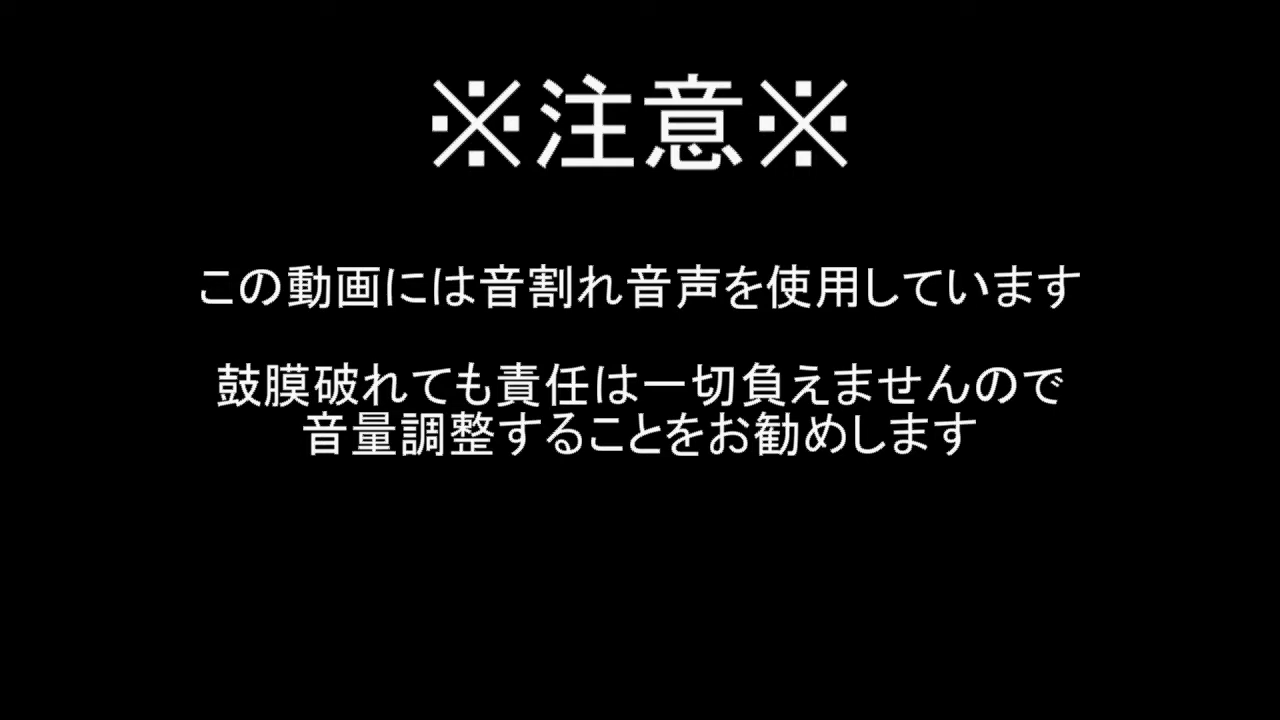 ※注意※
この動画には音割れ音声を使用しています
鼓膜破れても責任は一切負えませんので
音量調整することをお勧めします